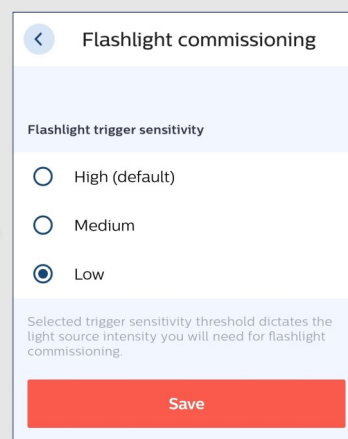 Flashlight commissioning
Flashlight trigger sensitivity
High (default)
Medium
Low
Selected trigger sensitivity threshold dictates the
light source intensity you will need for flashlight
commissioning.
Save